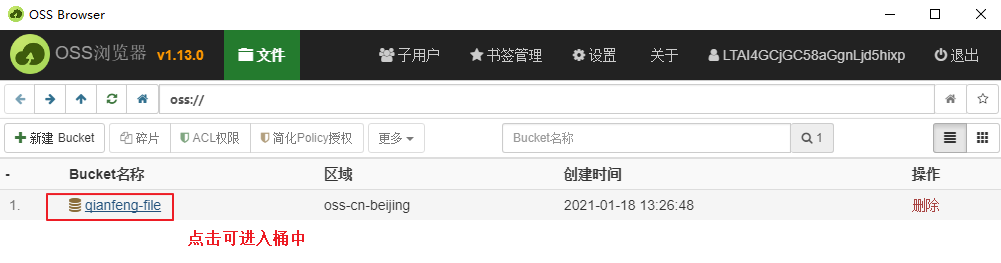 OSS Browser
OSS浏览器 v1.13.0 文件 子用户 书签管理 设置 关于 LTAI4GCjGC58aGgnLjd5hixp 退出
oss://
新建 Bucket 碎片 ACL权限 简化Policy授权 更多 Bucket名称 1
- Bucket名称 区域 创建时间 操作
1. qianfeng-file oss-cn-beijing 2021-01-18 13:26:48 删除
点击可进入桶中